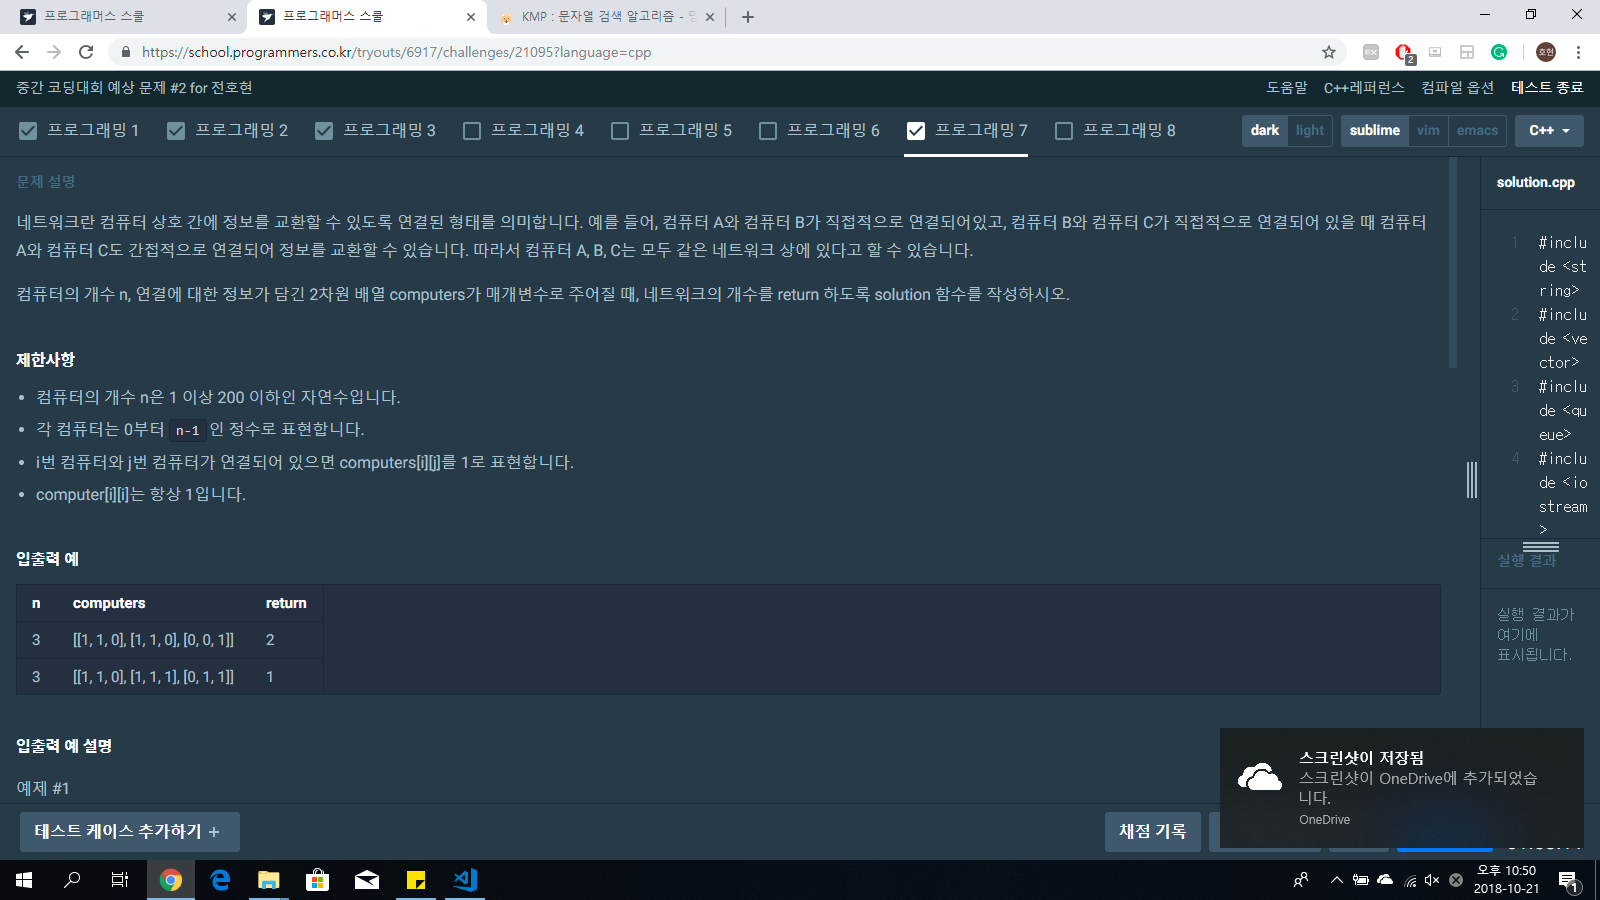 프로그래머스 스쿨
프로그래머스 스쿨
KMP : 문자열 검색 알고리즘 -
https://school.programmers.co.kr/tryouts/6917/challenges/21095?language=cpp
2
호현
중간 코딩대회 예상 문제 #2 for 전호현
도움말 C++레퍼런스 컴파일 옵션 테스트 종료
프로그래밍 1 프로그래밍 2 프로그래밍 3 프로그래밍 4 프로그래밍 5 프로그래밍 6 프로그래밍 7 프로그래밍 8
dark light sublime vim emacs C++
문제 설명
네트워크란 컴퓨터 상호 간에 정보를 교환할 수 있도록 연결된 형태를 의미합니다. 예를 들어, 컴퓨터 A와 컴퓨터 B가 직접적으로 연결되어있고, 컴퓨터 B와 컴퓨터 C가 직접적으로 연결되어 있을 때 컴퓨터
A와 컴퓨터 C도 간접적으로 연결되어 정보를 교환할 수 있습니다. 따라서 컴퓨터 A, B, C는 모두 같은 네트워크 상에 있다고 할 수 있습니다.
컴퓨터의 개수 n, 연결에 대한 정보가 담긴 2차원 배열 computers가 매개변수로 주어질 때, 네트워크의 개수를 return 하도록 solution 함수를 작성하시오.
제한사항
• 컴퓨터의 개수 n은 1 이상 200 이하인 자연수입니다.
• 각 컴퓨터는 0부터 n-1 인 정수로 표현합니다.
• i번 컴퓨터와 j번 컴퓨터가 연결되어 있으면 computers[i][j]를 1로 표현합니다.
• computer[i][i]는 항상 1입니다.
입출력 예
n computers return
3 [[1, 1, 0], [1, 1, 0], [0, 0, 1]] 2
3 [[1, 1, 0], [1, 1, 1], [0, 1, 1]] 1
입출력 예 설명
예제 #1
테스트 케이스 추가하기 +
채점 기록
solution.cpp
1 #inclu
de <st
ring>
2 #inclu
de <ve
ctor>
3 #inclu
de <qu
eue>
4 #inclu
de <io
stream
>
실행 결과
실행 결과가
여기에
표시됩니다.
스크린샷이 저장됨
스크린샷이 OneDrive에 추가되었습
니다.
OneDrive
오후 10:50
2018-10-21
1